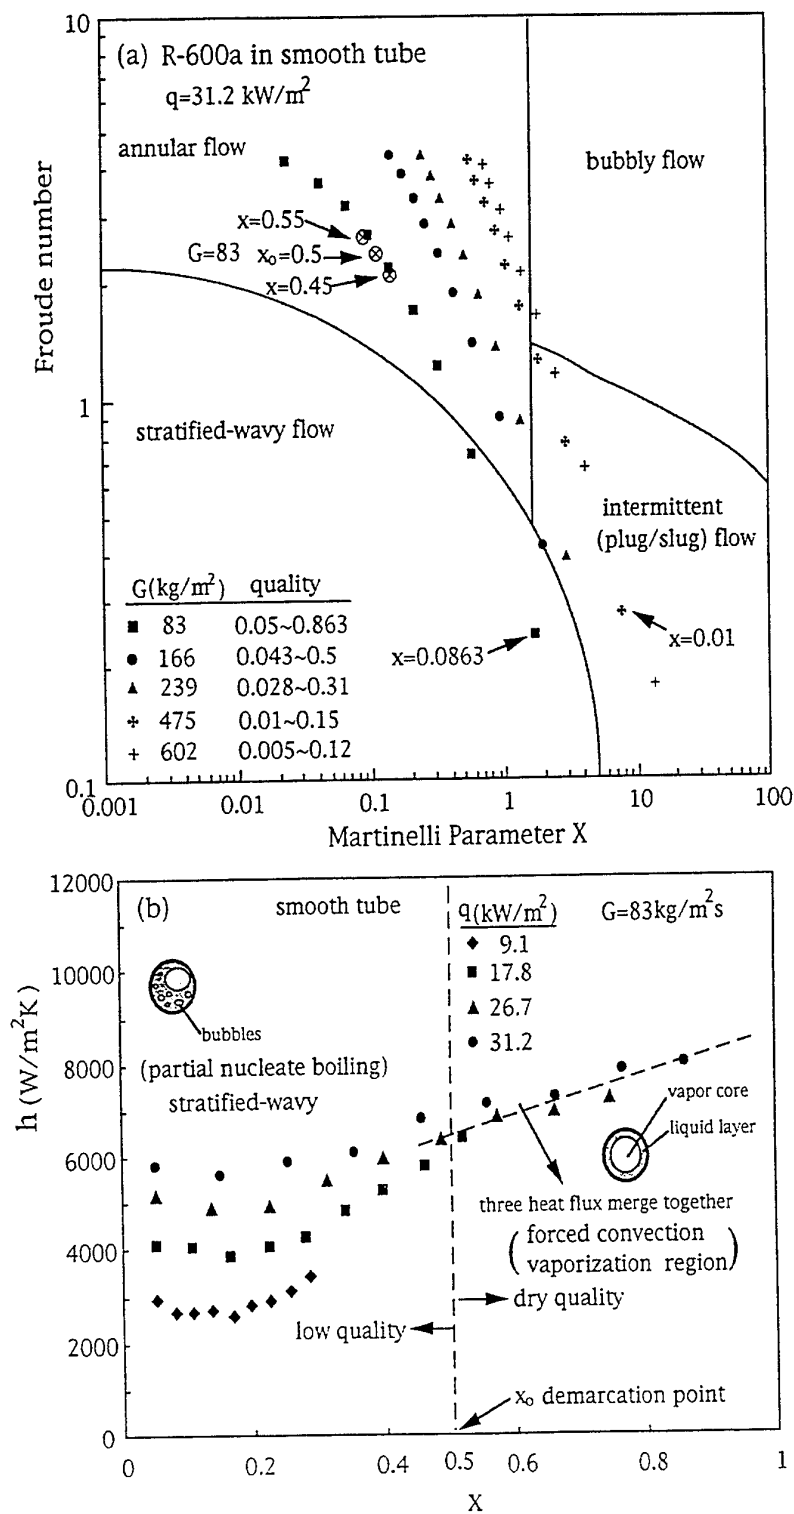 10
(a) R-600a in smooth tube
q=31.2 kW/m²
annular flow
bubbly flow
x=0.55
G=83 x₀=0.5
x=0.45
Froude number
1
stratified-wavy flow
intermittent
(plug/slug) flow
G(kg/m²) quality
83 0.05~0.863
166 0.043~0.5
239 0.028~0.31
475 0.01~0.15
602 0.005~0.12
x=0.0863
x=0.01
0.1
0.001 0.01 0.1 1 10 100
Martinelli Parameter X
12000
(b) smooth tube
q(kW/m²) G=83kg/m²s
9.1
17.8
26.7
31.2
10000
bubbles
(partial nucleate boiling)
stratified-wavy
8000
h (W/m²K)
vapor core
liquid layer
6000
three heat flux merge together
(forced convection
vaporization region)
4000
dry quality
low quality
2000
x₀ demarcation point
0
0 0.2 0.4 0.5 0.6 0.8 1
X